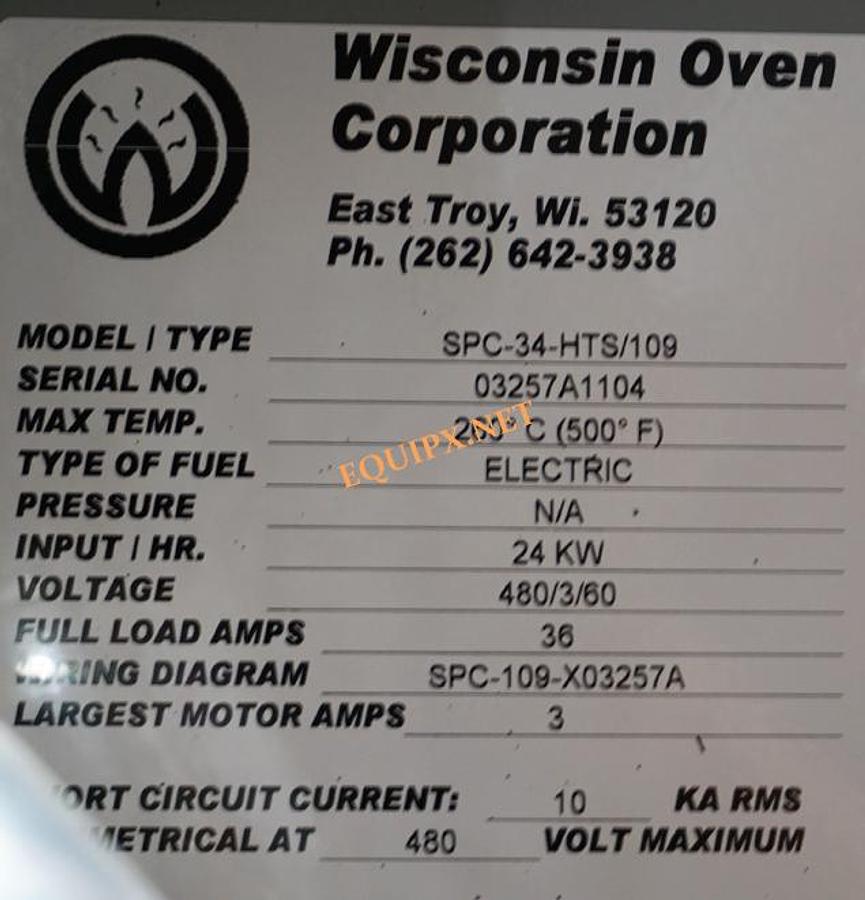 Wisconsin Oven
Corporation
East Troy, Wi. 53120
Ph. (262) 642-3938
MODEL / TYPE SPC-34-HTS/109
SERIAL NO. 03257A1104
MAX TEMP. C (500° F)
EQUIPX.NET
TYPE OF FUEL ELECTRIC
PRESSURE N/A
INPUT / HR. 24 KW
VOLTAGE 480/3/60
FULL LOAD AMPS 36
RING DIAGRAM SPC-109-X03257A
LARGEST MOTOR AMPS 3
ORT CIRCUIT CURRENT: 10 KA RMS
METRICAL AT 480 VOLT MAXIMUM